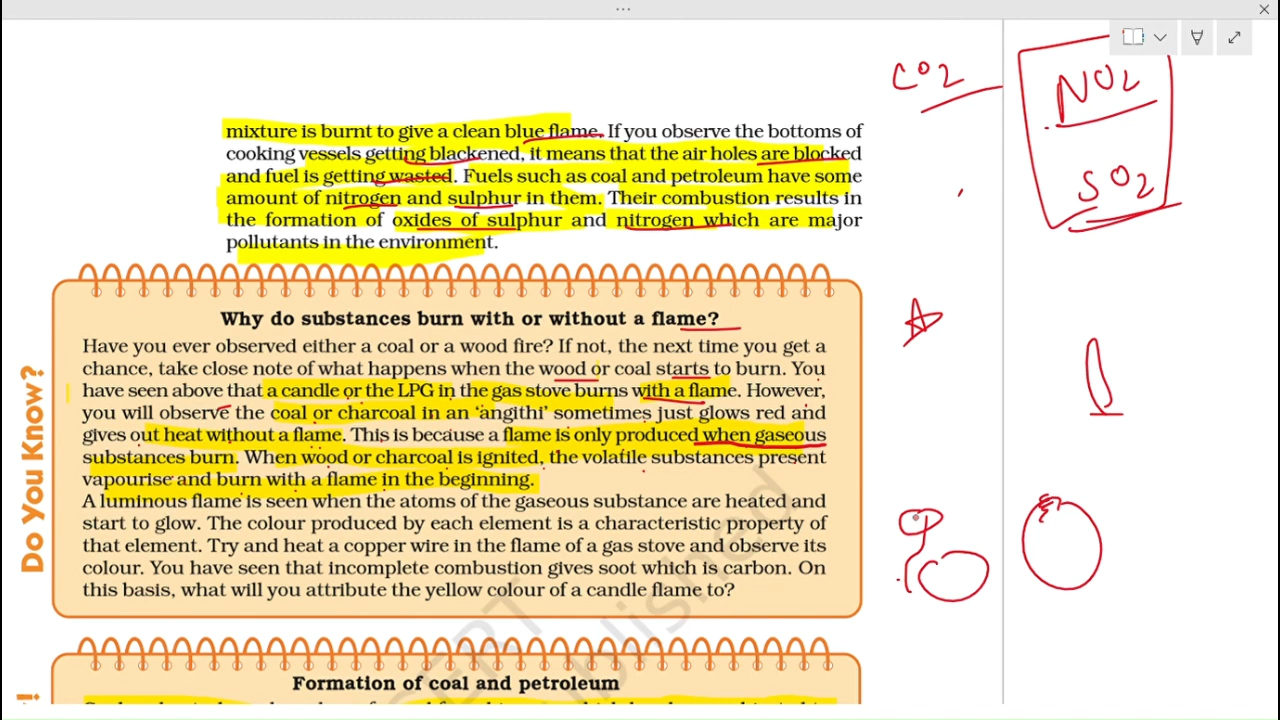 CO2
NO2
SO2
mixture is burnt to give a clean blue flame. If you observe the bottoms of
cooking vessels getting blackened, it means that the air holes are blocked
and fuel is getting wasted. Fuels such as coal and petroleum have some
amount of nitrogen and sulphur in them. Their combustion results in
the formation of oxides of sulphur and nitrogen which are major
pollutants in the environment.
Do You Know?
Why do substances burn with or without a flame?
Have you ever observed either a coal or a wood fire? If not, the next time you get a
chance, take close note of what happens when the wood or coal starts to burn. You
have seen above that a candle or the LPG in the gas stove burns with a flame. However,
you will observe the coal or charcoal in an ‘angithi’ sometimes just glows red and
gives out heat without a flame. This is because a flame is only produced when gaseous
substances burn. When wood or charcoal is ignited, the volatile substances present
vapourise and burn with a flame in the beginning.
A luminous flame is seen when the atoms of the gaseous substance are heated and
start to glow. The colour produced by each element is a characteristic property of
that element. Try and heat a copper wire in the flame of a gas stove and observe its
colour. You have seen that incomplete combustion gives soot which is carbon. On
this basis, what will you attribute the yellow colour of a candle flame to?
Formation of coal and petroleum